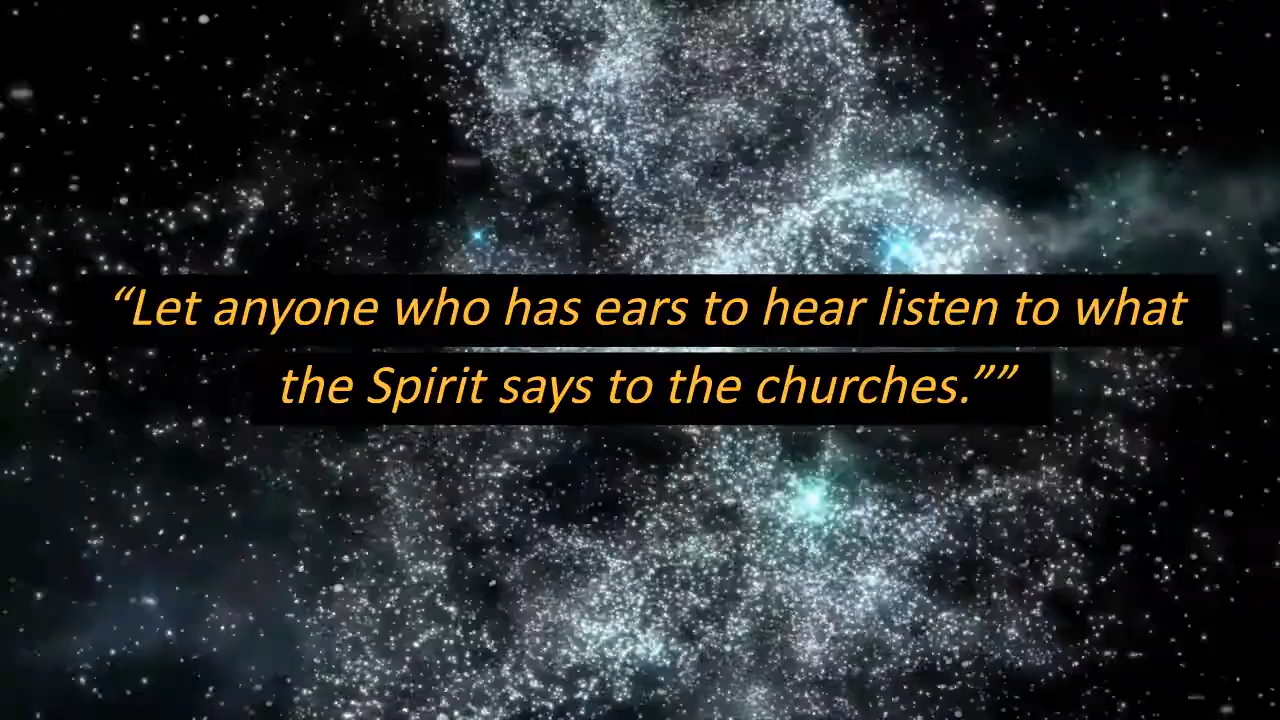 “Let anyone who has ears to hear listen to what
the Spirit says to the churches.””